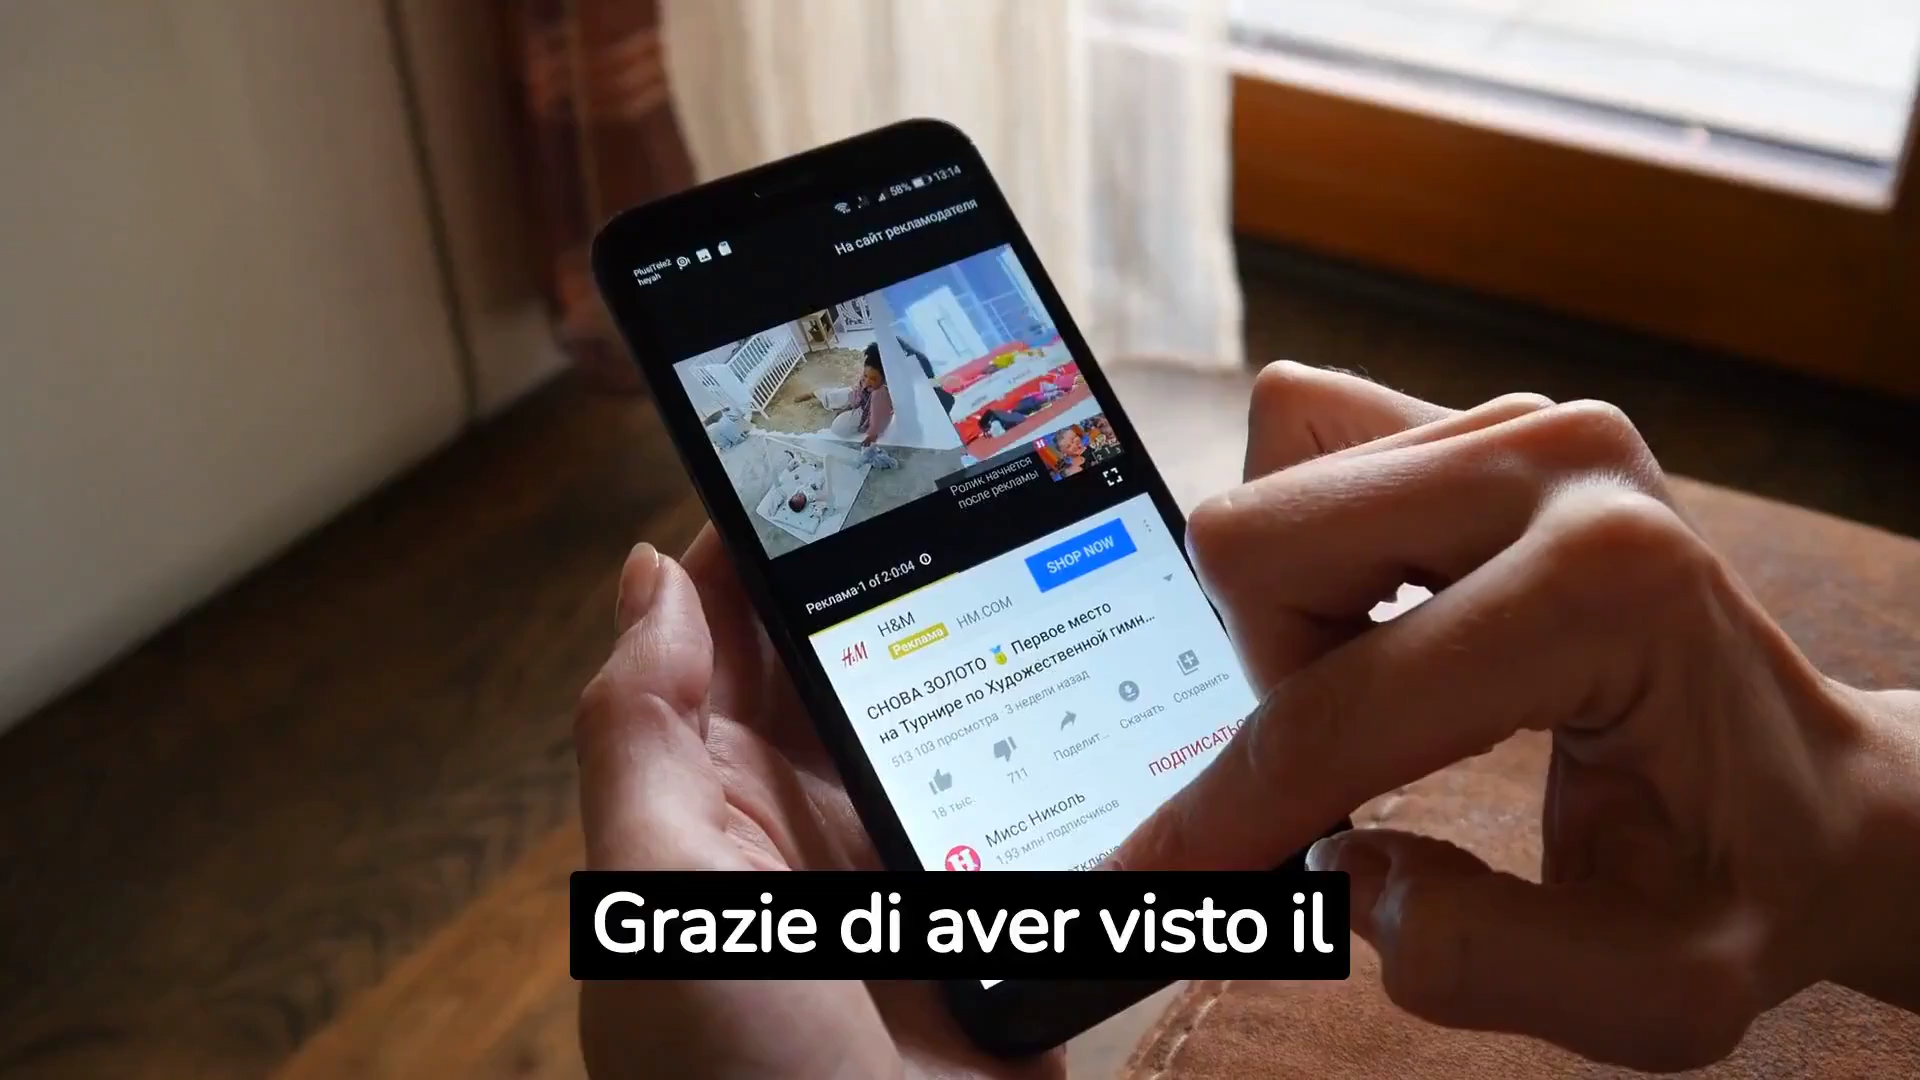 58% 13:14
Plus|Tele2
heyah
На сайт рекламодателя
Ролик начнется
после рекламы
Реклама·1 of 2·0:04
SHOP NOW
H&M
H&M
Реклама HM.COM
СНОВА ЗОЛОТО 🏅 Первое место
на Турнире по Художественной гимн...
513 103 просмотра · 3 недели назад
18 тыс.
711
Поделит...
Скачать
Сохранить
ПОДПИСАТЬ
Мисс Николь
1,93 млн подписчиков
Grazie di aver visto il